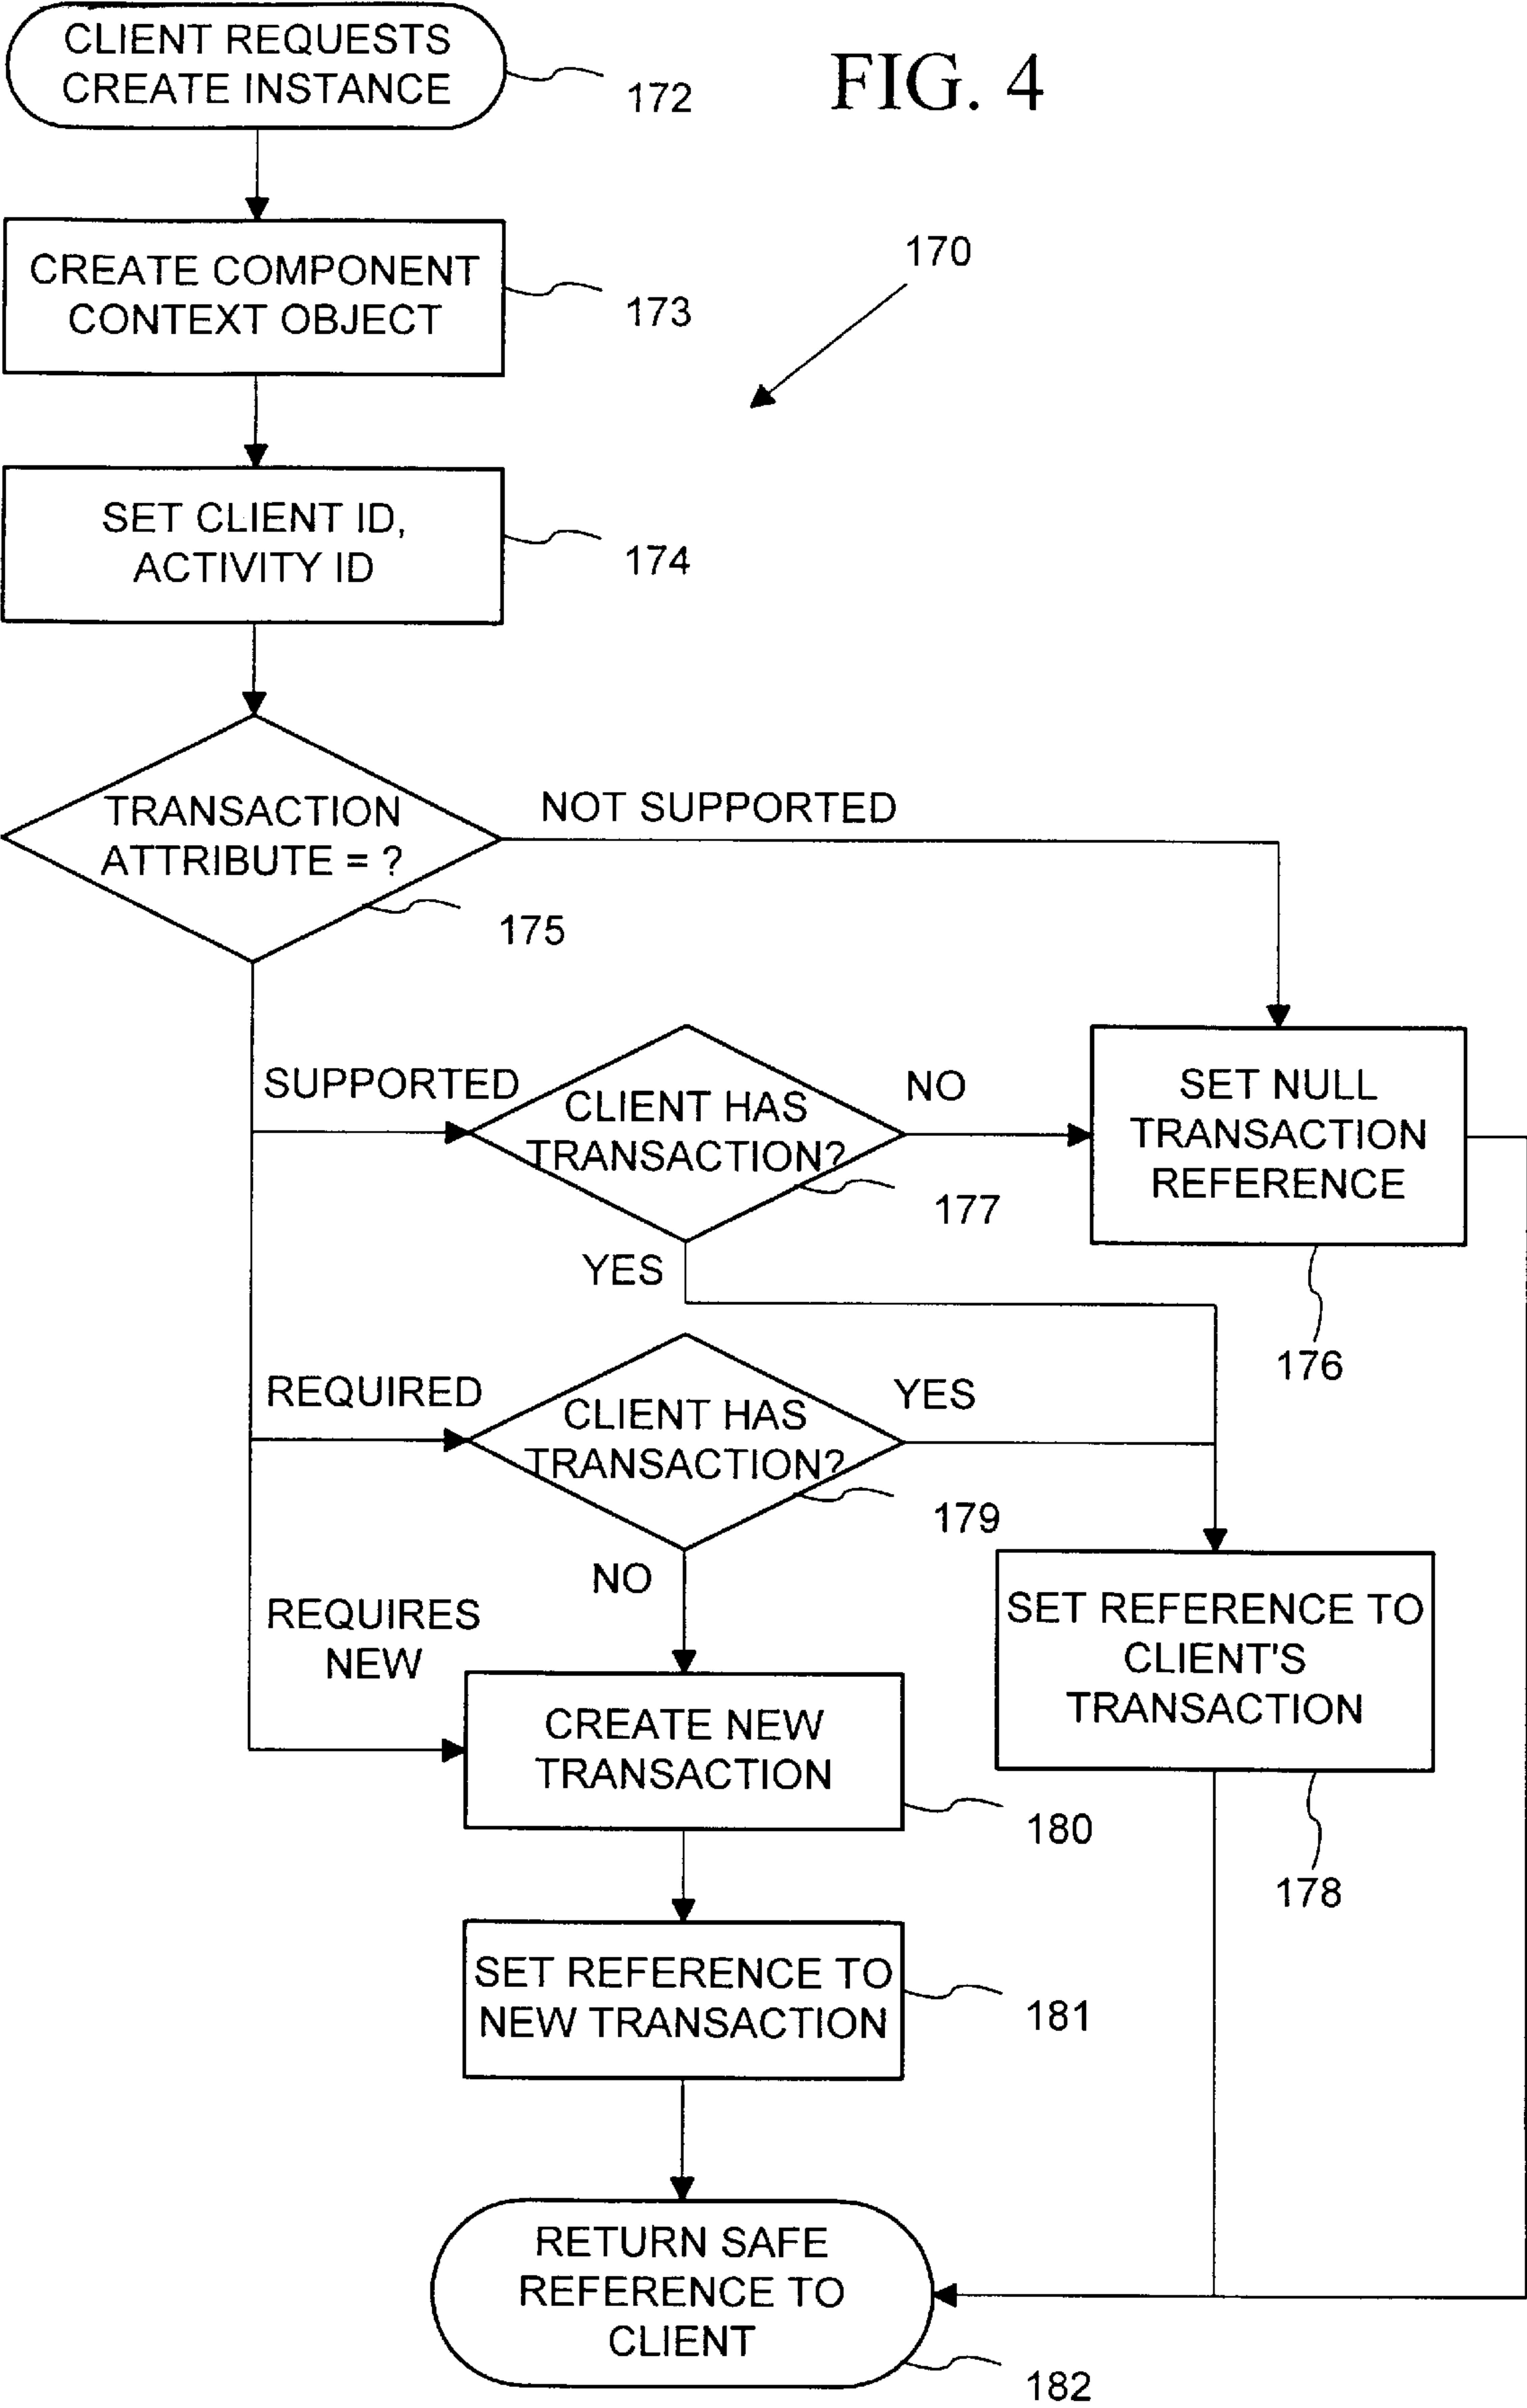 CLIENT REQUESTS
CREATE INSTANCE
172
FIG. 4
CREATE COMPONENT
CONTEXT OBJECT
173
170
SET CLIENT ID,
ACTIVITY ID
174
TRANSACTION
ATTRIBUTE = ?
175
NOT SUPPORTED
SUPPORTED
CLIENT HAS
TRANSACTION?
177
NO
SET NULL
TRANSACTION
REFERENCE
176
YES
REQUIRED
CLIENT HAS
TRANSACTION?
179
YES
NO
REQUIRES
NEW
SET REFERENCE TO
CLIENT'S
TRANSACTION
178
CREATE NEW
TRANSACTION
180
SET REFERENCE TO
NEW TRANSACTION
181
RETURN SAFE
REFERENCE TO
CLIENT
182